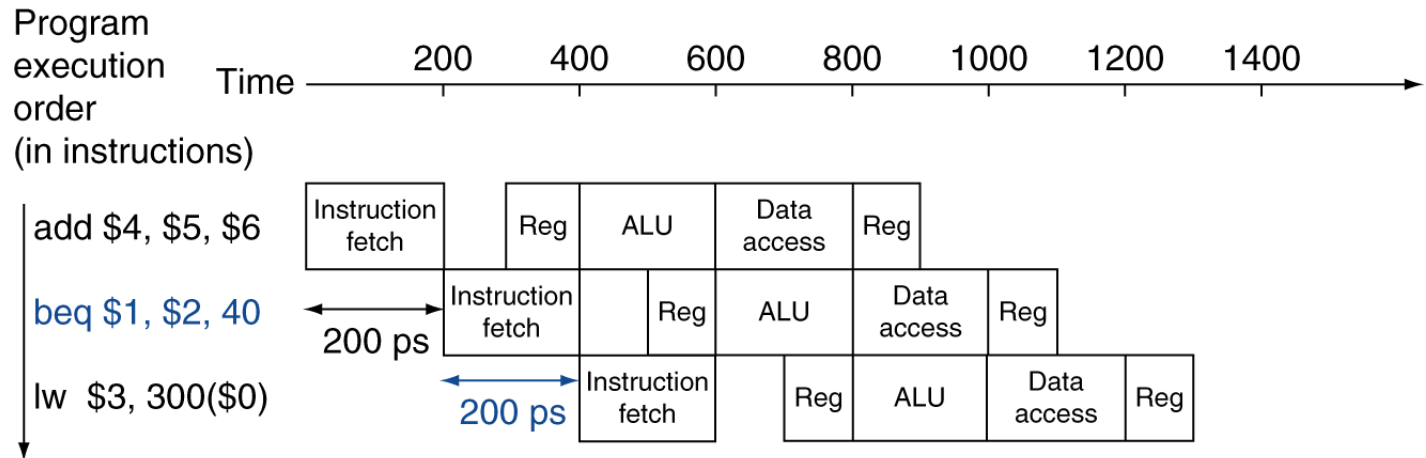 Program
execution
order
(in instructions)
Time
200 400 600 800 1000 1200 1400
add $4, $5, $6
Instruction
fetch
Reg
ALU
Data
access
Reg
beq $1, $2, 40
200 ps
Instruction
fetch
Reg
ALU
Data
access
Reg
lw $3, 300($0)
200 ps
Instruction
fetch
Reg
ALU
Data
access
Reg